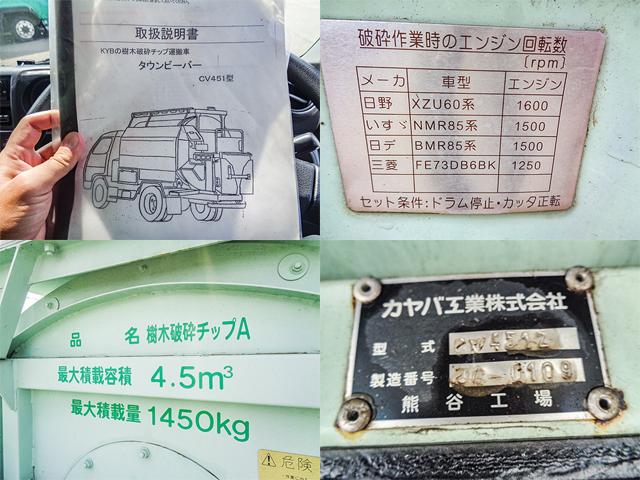 取扱説明書
KYBの樹木破砕チップ運搬車
タウンビーバー
CV451型
破砕作業時のエンジン回転数
〔rpm〕
メーカ 車型 エンジン
日野 XZU60系 1600
いすゞ NMR85系 1500
日デ BMR85系 1500
三菱 FE73DB6BK 1250
セット条件:ドラム停止・カッタ正転
品 名 樹木破砕チップA
最大積載容積 4.5m³
最大積載量 1450kg
危険
カヤバ工業株式会社
型 式
製造番号
熊谷工場